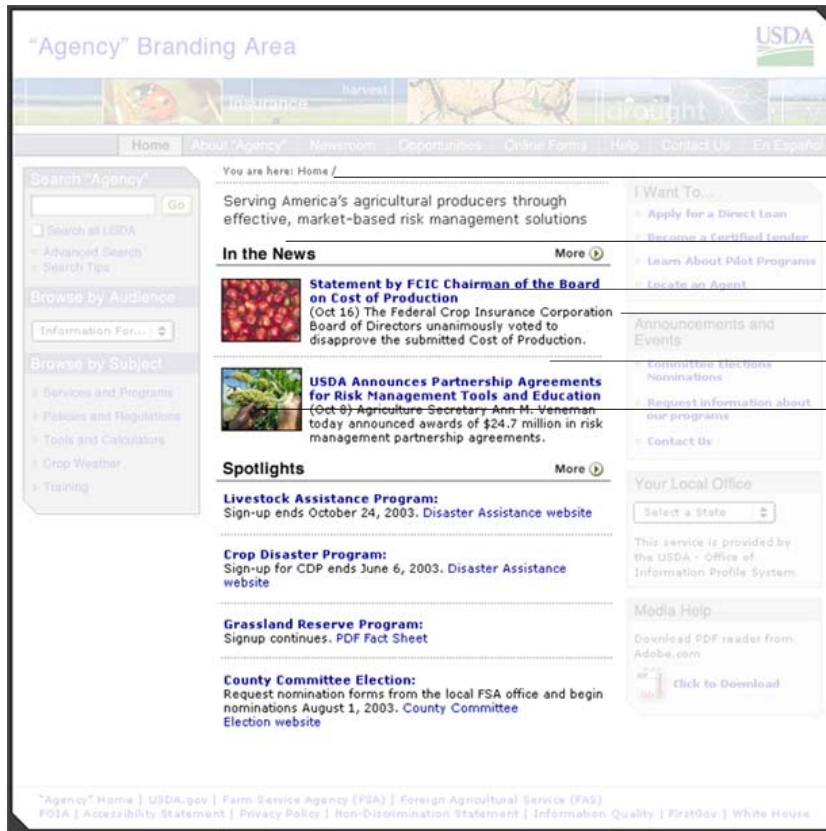 "Agency" Branding Area
USDA
insurance
harvest
drought
Home About "Agency" Newsroom Opportunities Online Forms Help Contact Us En Español
Search "Agency"
Go
Search all USDA
Advanced Search
Search Tips
Browse by Audience
Information For...
Browse by Subject
Services and Programs
Policies and Regulations
Tools and Calculators
Crop Weather
Training
You are here: Home /
Serving America's agricultural producers through
effective, market-based risk management solutions
In the News More
Statement by FCIC Chairman of the Board
on Cost of Production
(Oct 16) The Federal Crop Insurance Corporation
Board of Directors unanimously voted to
disapprove the submitted Cost of Production.
USDA Announces Partnership Agreements
for Risk Management Tools and Education
(Oct 8) Agriculture Secretary Ann M. Veneman
today announced awards of $24.7 million in risk
management partnership agreements.
Spotlights More
Livestock Assistance Program:
Sign-up ends October 24, 2003. Disaster Assistance website
Crop Disaster Program:
Sign-up for CDP ends June 6, 2003. Disaster Assistance
website
Grassland Reserve Program:
Signup continues. PDF Fact Sheet
County Committee Election:
Request nomination forms from the local FSA office and begin
nominations August 1, 2003. County Committee
Election website
I Want To...
Apply for a Direct Loan
Become a Certified Lender
Learn About Pilot Programs
Locate an Agent
Announcements and
Events
Committee Elections
Nominations
Request information about
our programs
Contact Us
Your Local Office
Select a State
This service is provided by
the USDA - Office of
Information Profile System
Media Help
Download PDF reader from
Adobe.com
Click to Download
"Agency" Home | USDA.gov | Farm Service Agency (FSA) | Foreign Agricultural Service (FAS)
FOIA | Accessibility Statement | Privacy Policy | Non-Discrimination Statement | Information Quality | FirstGov | White House